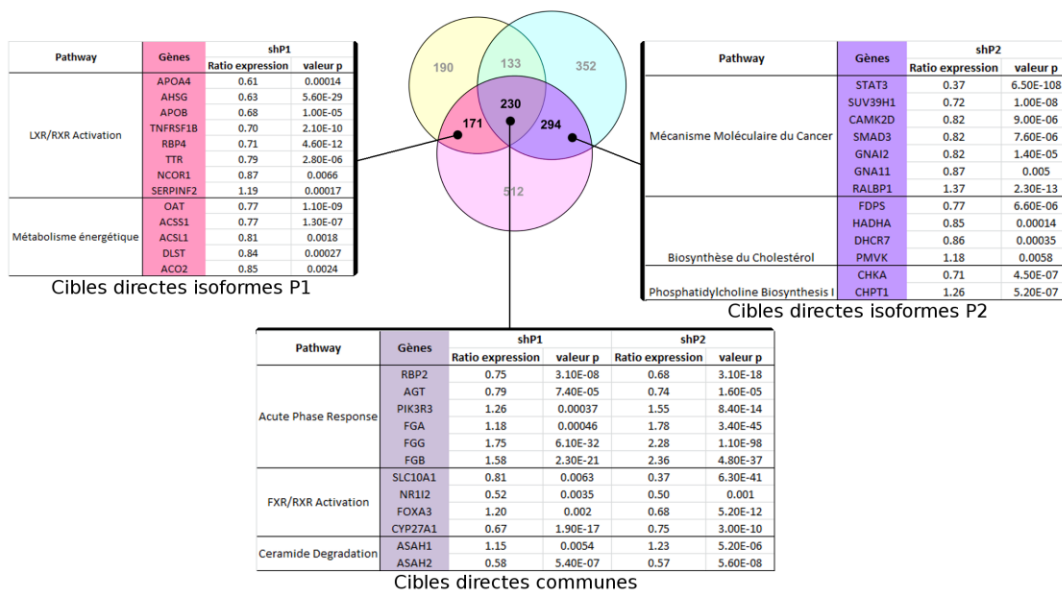 Pathway Gènes shP1
Ratio expression valeur p
LXR/RXR Activation
APOA4 0.61 0.00014
AHSG 0.63 5.60E-29
APOB 0.68 1.00E-05
TNFRSF1B 0.70 2.10E-10
RBP4 0.71 4.60E-12
TTR 0.79 2.80E-06
NCOR1 0.87 0.0066
SERPINF2 1.19 0.00017
Métabolisme énergétique
OAT 0.77 1.10E-09
ACSS1 0.77 1.30E-07
ACSL1 0.81 0.0018
DLST 0.84 0.00027
ACO2 0.85 0.0024
Cibles directes isoformes P1
190 133 352
230
171 294
512
Pathway Gènes shP2
Ratio expression valeur p
Mécanisme Moléculaire du Cancer
STAT3 0.37 6.50E-108
SUV39H1 0.72 1.00E-08
CAMK2D 0.82 9.00E-06
SMAD3 0.82 7.60E-06
GNAI2 0.82 1.40E-05
GNA11 0.87 0.005
RALBP1 1.37 2.30E-13
Biosynthèse du Cholestérol
FDPS 0.77 6.60E-06
HADHA 0.85 0.00014
DHCR7 0.86 0.00035
PMVK 1.18 0.0058
Phosphatidylcholine Biosynthesis I
CHKA 0.71 4.50E-07
CHPT1 1.26 5.20E-07
Cibles directes isoformes P2
Pathway Gènes shP1 shP2
Ratio expression valeur p Ratio expression valeur p
Acute Phase Response
RBP2 0.75 3.10E-08 0.68 3.10E-18
AGT 0.79 7.40E-05 0.74 1.60E-05
PIK3R3 1.26 0.00037 1.55 8.40E-14
FGA 1.18 0.00046 1.78 3.40E-45
FGG 1.75 6.10E-32 2.28 1.10E-98
FGB 1.58 2.30E-21 2.36 4.80E-37
FXR/RXR Activation
SLC10A1 0.81 0.0063 0.37 6.30E-41
NR1I2 0.52 0.0035 0.50 0.001
FOXA3 1.20 0.002 0.68 5.20E-12
CYP27A1 0.67 1.90E-17 0.75 3.00E-10
Ceramide Degradation
ASAH1 1.15 0.0054 1.23 5.20E-06
ASAH2 0.58 5.40E-07 0.57 5.60E-08
Cibles directes communes